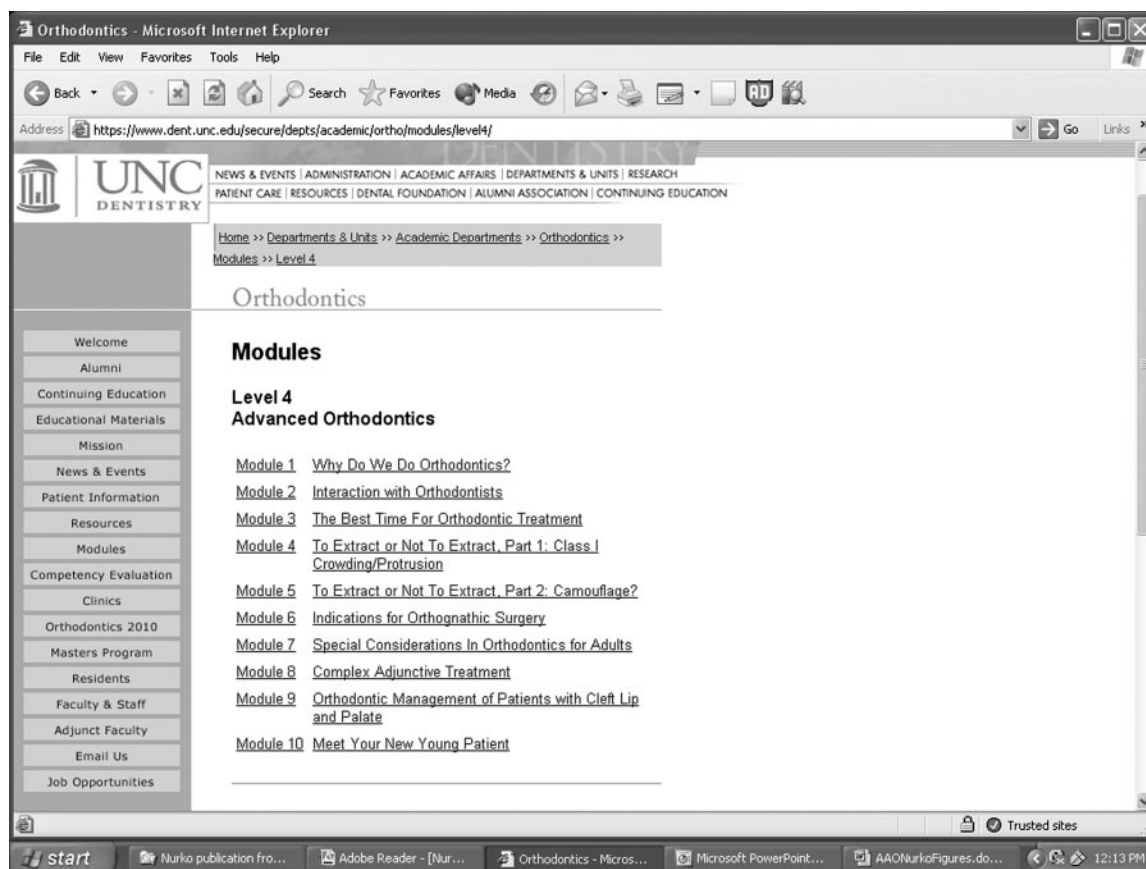 Orthodontics - Microsoft Internet Explorer
File Edit View Favorites Tools Help
Back Search Favorites Media AD
Address https://www.dent.unc.edu/secure/depts/academic/ortho/modules/level4/ Go Links »
DENTISTRY
UNC
DENTISTRY
NEWS & EVENTS | ADMINISTRATION | ACADEMIC AFFAIRS | DEPARTMENTS & UNITS | RESEARCH
PATIENT CARE | RESOURCES | DENTAL FOUNDATION | ALUMNI ASSOCIATION | CONTINUING EDUCATION
Home >> Departments & Units >> Academic Departments >> Orthodontics >>
Modules >> Level 4
Orthodontics
Welcome
Alumni
Continuing Education
Educational Materials
Mission
News & Events
Patient Information
Resources
Modules
Competency Evaluation
Clinics
Orthodontics 2010
Masters Program
Residents
Faculty & Staff
Adjunct Faculty
Email Us
Job Opportunities
Modules
Level 4
Advanced Orthodontics
Module 1 Why Do We Do Orthodontics?
Module 2 Interaction with Orthodontists
Module 3 The Best Time For Orthodontic Treatment
Module 4 To Extract or Not To Extract, Part 1: Class I
Crowding/Protrusion
Module 5 To Extract or Not To Extract, Part 2: Camouflage?
Module 6 Indications for Orthognathic Surgery
Module 7 Special Considerations In Orthodontics for Adults
Module 8 Complex Adjunctive Treatment
Module 9 Orthodontic Management of Patients with Cleft Lip
and Palate
Module 10 Meet Your New Young Patient
Trusted sites
start Nurko publication fro... Adobe Reader - [Nur... Orthodontics - Micros... Microsoft PowerPoint... AAONurkoFigures.do... 12:13 PM